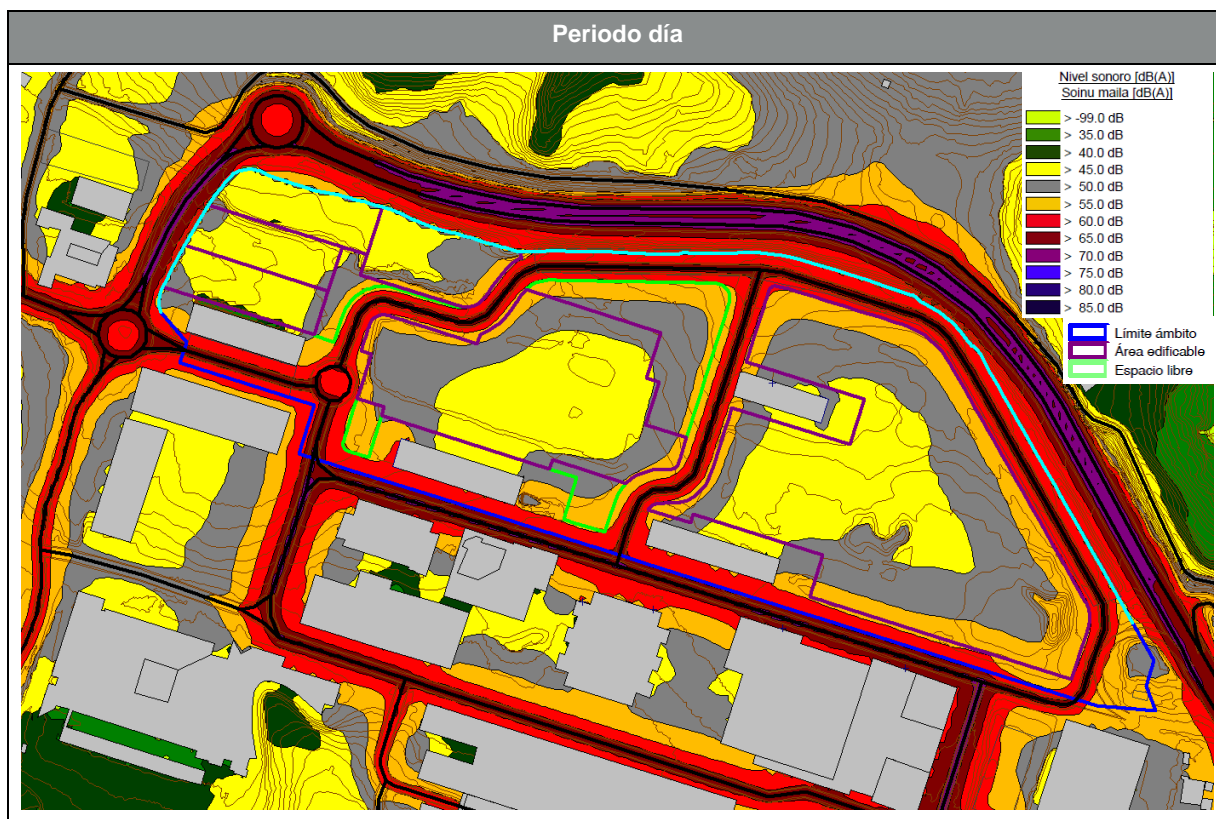 Periodo día
Nivel sonoro [dB(A)]
Soinu maila [dB(A)]
> -99.0 dB
> 35.0 dB
> 40.0 dB
> 45.0 dB
> 50.0 dB
> 55.0 dB
> 60.0 dB
> 65.0 dB
> 70.0 dB
> 75.0 dB
> 80.0 dB
> 85.0 dB
Límite ámbito
Área edificable
Espacio libre